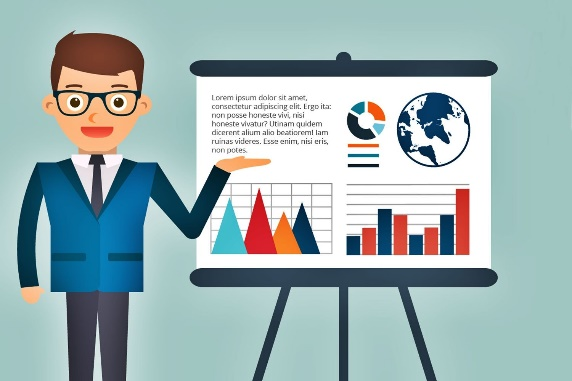 Lorem ipsum dolor sit amet,
consectetur adipiscing elit. Ergo ita:
non posse honeste vivi, nisi
honeste vivatur? Utinam quidem
dicerent alium alio beatiorem! Iam
ruinas videres. Esse enim, nisi eris,
non potes.